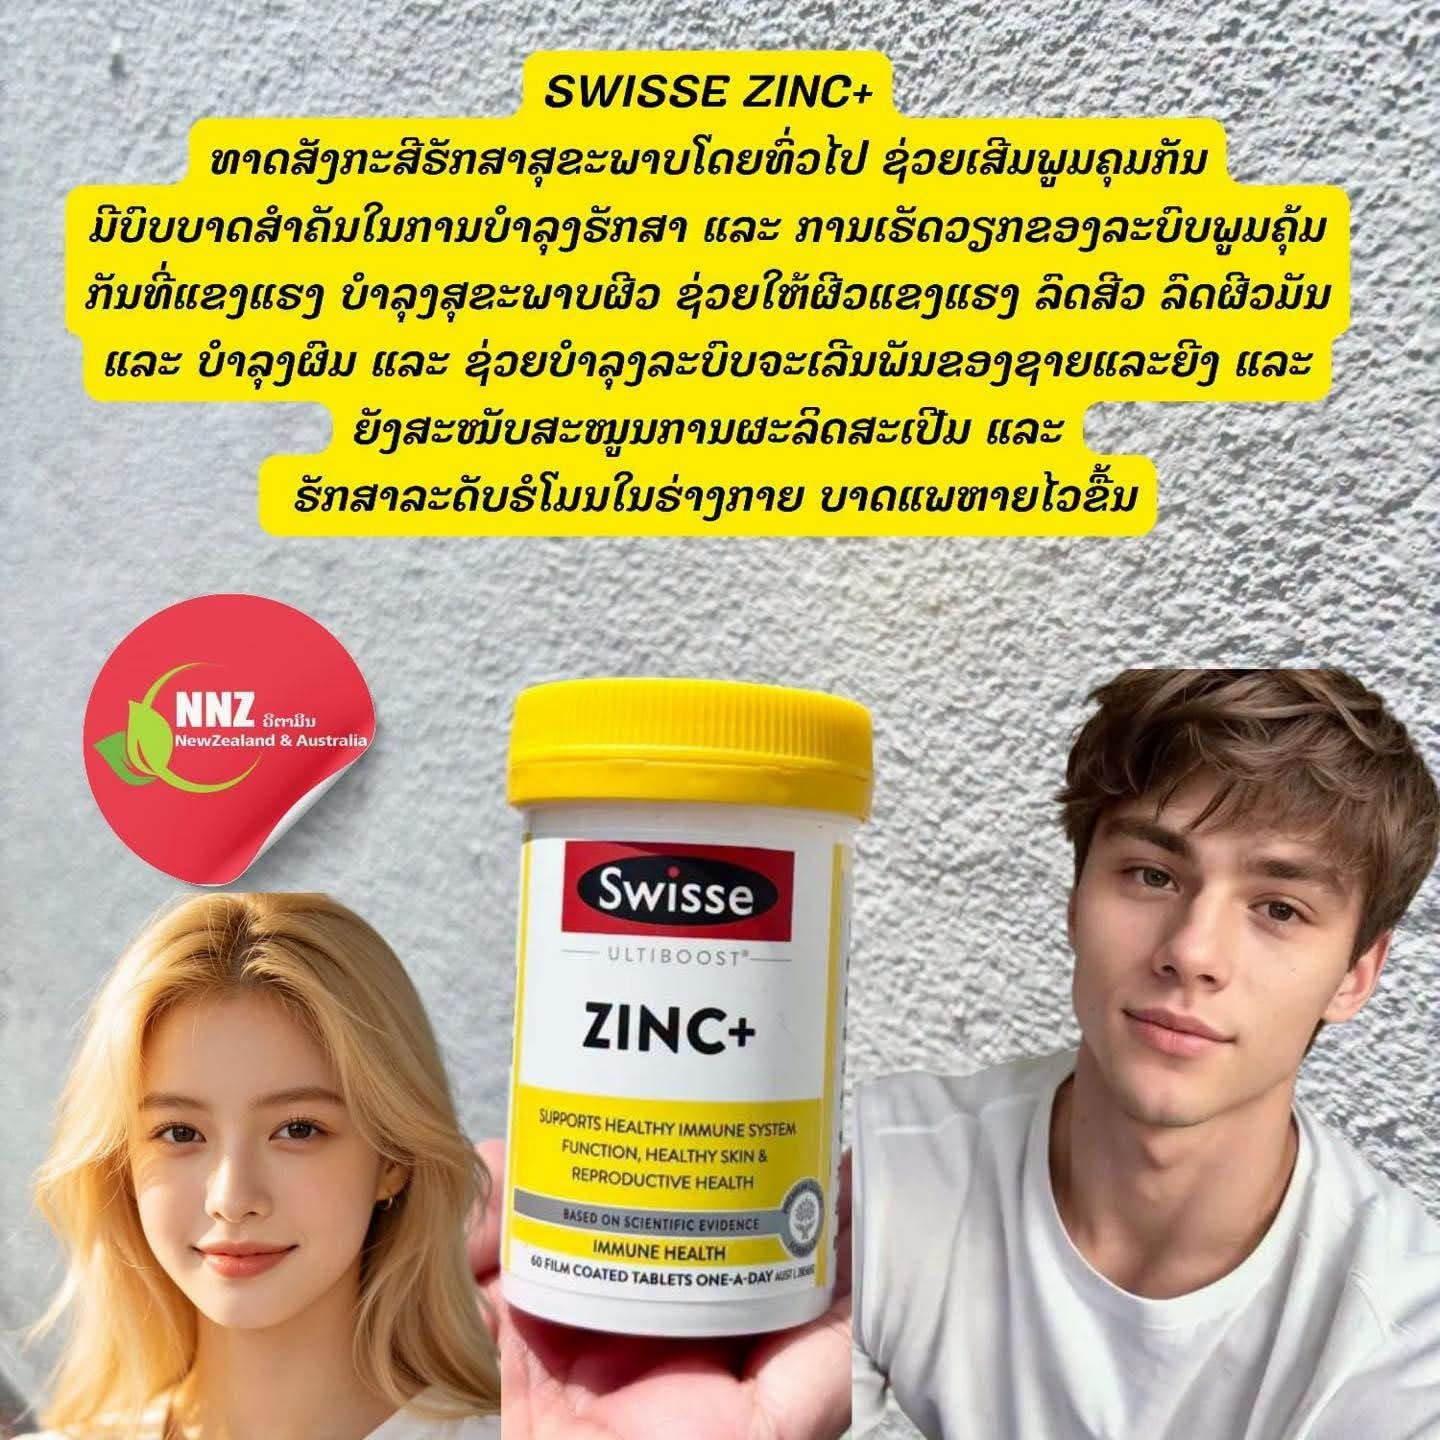 SWISSE ZINC+
ທາດສັງກະສີຮັກສາສຸຂະພາບໂດຍທົ່ວໄປ ຊ່ວຍເສີມພູມຄຸມກັນ
ມີບົບບາດສຳຄັນໃນການບຳລຸງຮັກສາ ແລະ ການເຮັດວຽກຂອງລະບົບພູມຄຸ້ມ
ກັນທີ່ແຂງແຮງ ບຳລຸງສຸຂະພາບຜີວ ຊ່ວຍໃຫ້ຜີວແຂງແຮງ ລົດສີວ ລົດຜີວມັນ
ແລະ ບຳລຸງຜົມ ແລະ ຊ່ວຍບຳລຸງລະບົບຈະເລີນພັນຂອງຊາຍແລະຍີງ ແລະ
ຍັງສະໜັບສະໜູນການຜະລິດສະເປີມ ແລະ
ຮັກສາລະດັບຮໍໂມນໃນຮ່າງກາຍ ບາດແພຫາຍໄວຂື້ນ
NNZ ວິຕາມິນ
NewZealand & Australia
Swisse
ULTIBOOST®
ZINC+
SUPPORTS HEALTHY IMMUNE SYSTEM
FUNCTION, HEALTHY SKIN &
REPRODUCTIVE HEALTH
BASED ON SCIENTIFIC EVIDENCE
IMMUNE HEALTH
60 FILM COATED TABLETS ONE-A-DAY AUST L